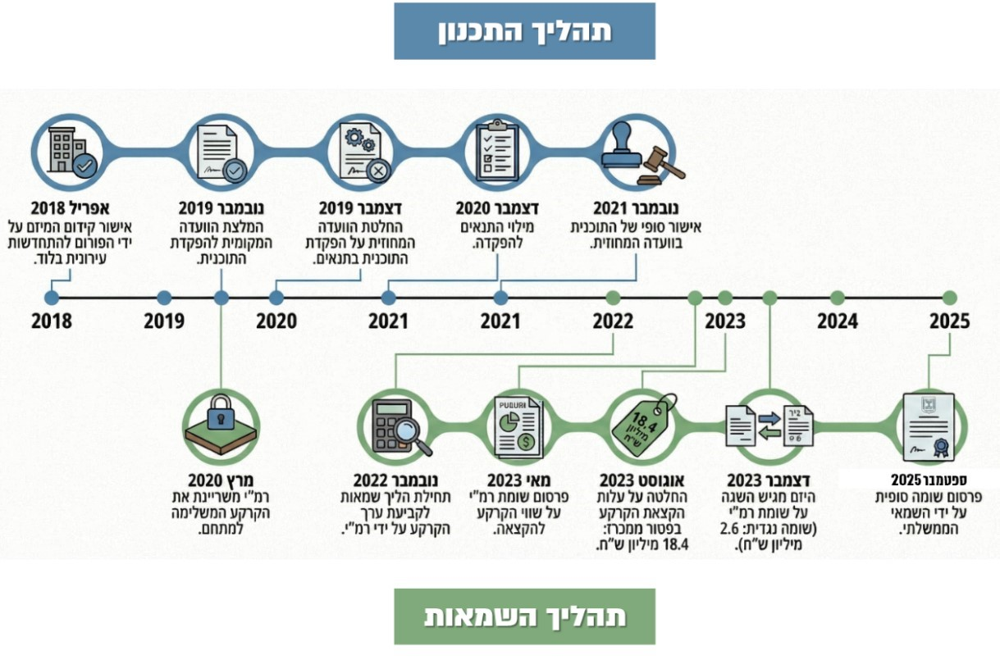 תהליך התכנון
אפריל 2018
אישור קידום המיזם על
ידי הפורום להתחדשות
עירונית בלוד.
נובמבר 2019
המלצת הוועדה
המקומית להפקדת
התוכנית.
דצמבר 2019
החלטת הוועדה
המחוזית על הפקדת
התוכנית בתנאים.
דצמבר 2020
מילוי התנאים
להפקדה.
נובמבר 2021
אישור סופי של התוכנית
בוועדה המחוזית.
2018
2019
2020
2021
2021
2022
2023
2024
2025
מרץ 2020
רמ"י משריינת את
הקרקע המשלימה
למתחם.
נובמבר 2022
תחילת הליך שמאות
לקביעת ערך
הקרקע על ידי רמ"י.
מאי 2023
פרסום שומת רמ"י
על שווי הקרקע
להקצאה.
18.4
מיליון
ש"ח
אוגוסט 2023
החלטה על עלות
הקצאת הקרקע
בפטור ממכרז:
18.4 מיליון ש"ח.
דצמבר 2023
היזם מגיש השגה
על שומת רמ"י
(שומה נגדית: 2.6
מיליון ש"ח).
ספטמבר 2025
פרסום שומה סופית
על ידי השמאי
הממשלתי.
תהליך השמאות